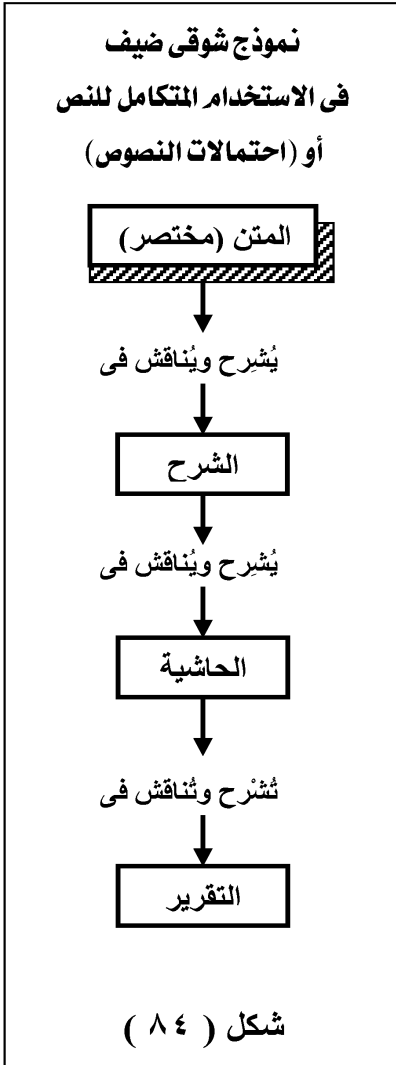 نموذج شوقى ضيف
فى الاستخدام المتكامل للنص
أو (احتمالات النصوص)
المتن (مختصر)
يُشرِح ويُناقش فى
الشرح
يُشرِح ويُناقش فى
الحاشية
تُشْرح وتُناقش فى
التقرير
شكل ( ٨٤ )